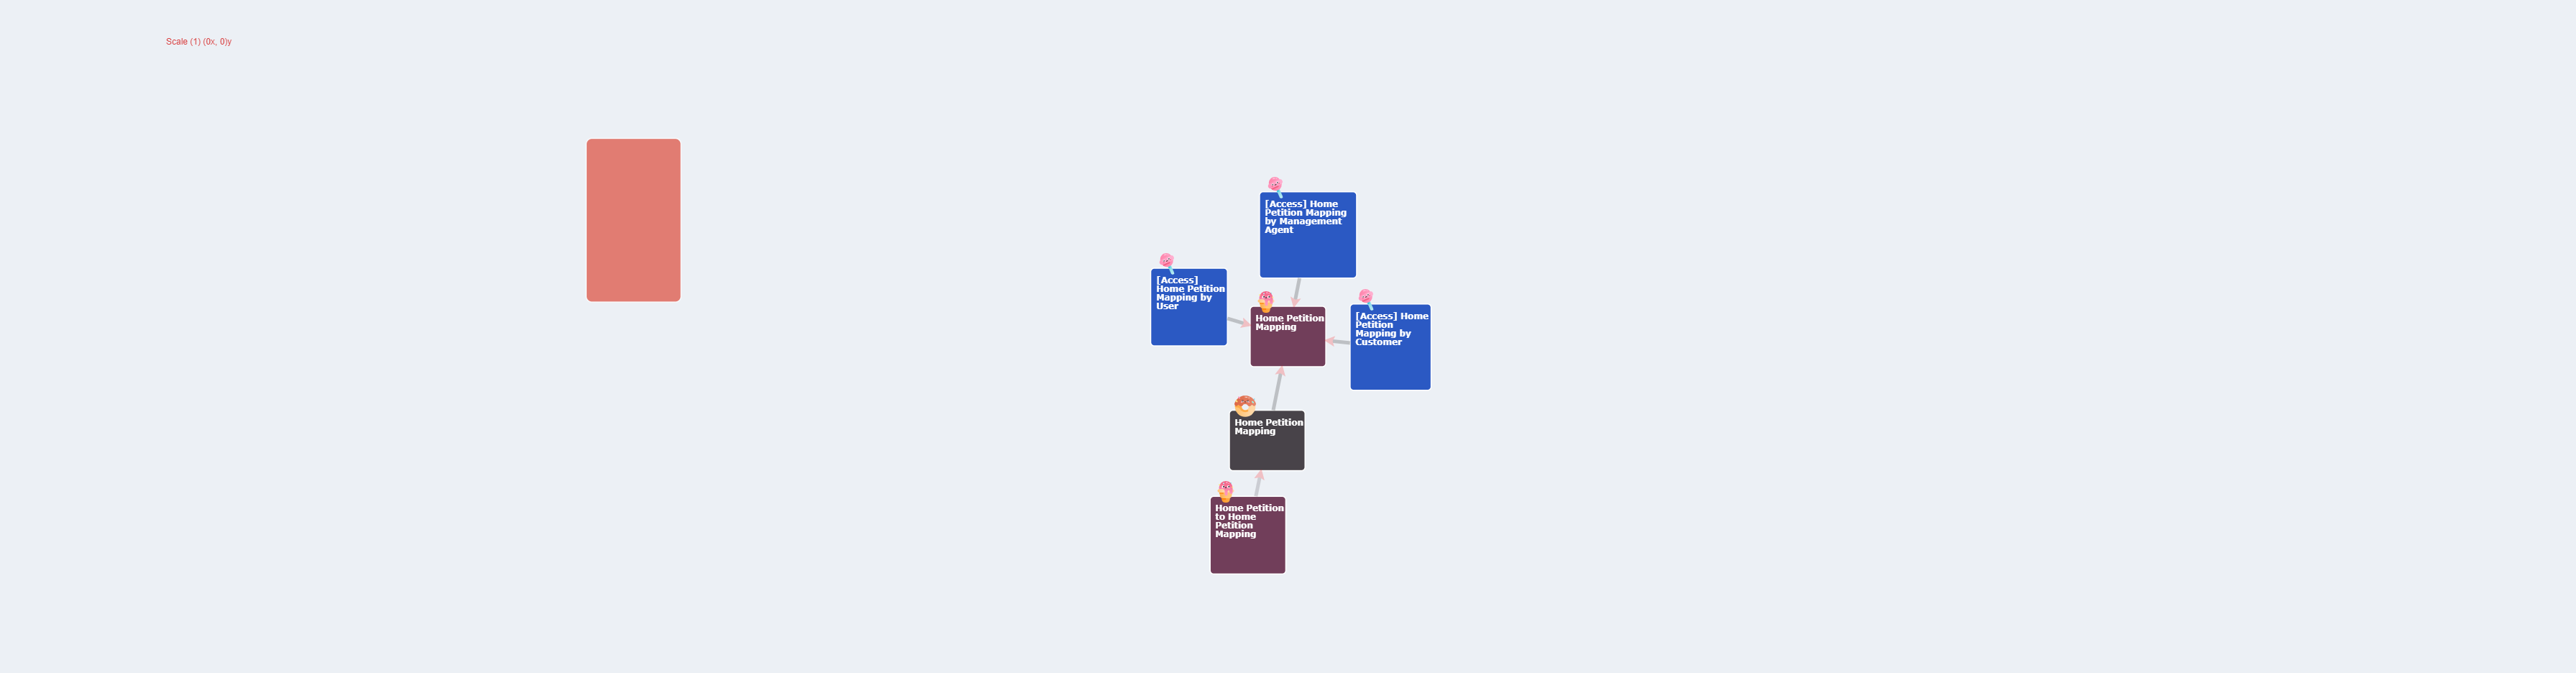 Scale (1) (0x, 0)y
[Access] Home
Petition Mapping
by Management
Agent
[Access]
Home Petition
Mapping by
User
Home Petition
Mapping
[Access] Home
Petition
Mapping by
Customer
Home Petition
Mapping
Home Petition
to Home
Petition
Mapping